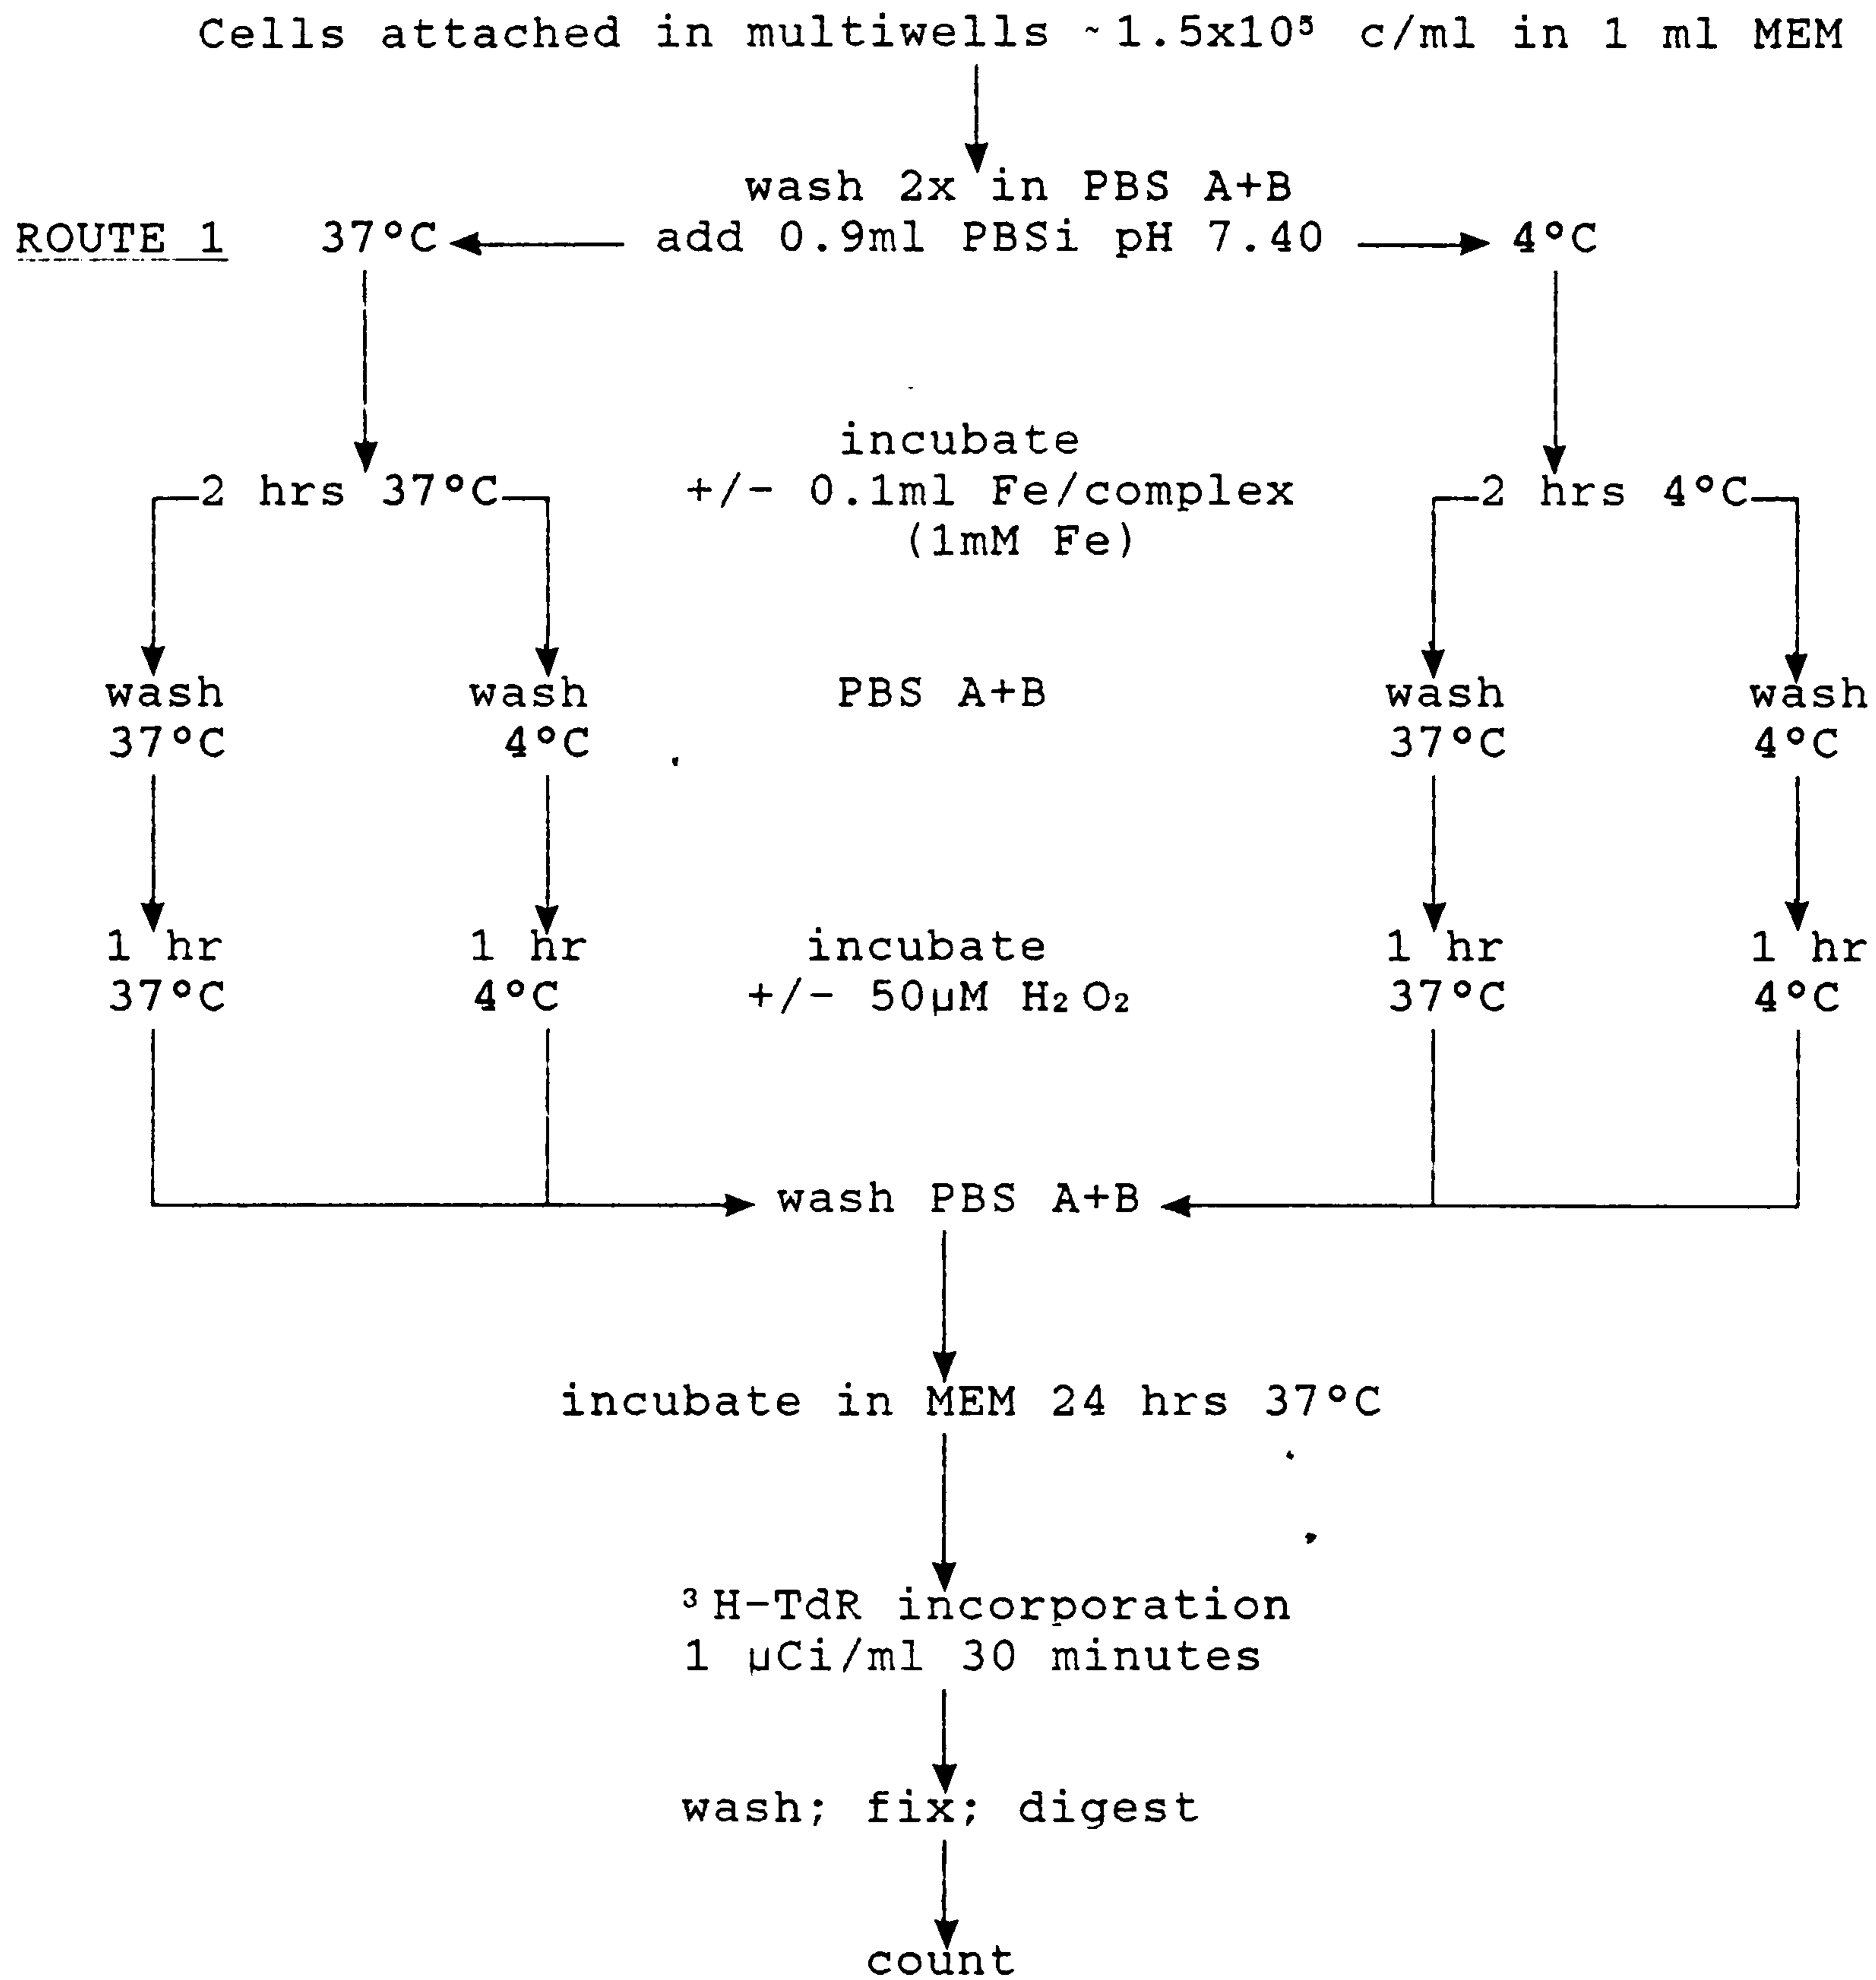 Cells attached in multiwells ~1.5x10⁵ c/ml in 1 ml MEM
wash 2x in PBS A+B
ROUTE 1 37°C add 0.9ml PBSi pH 7.40 4°C
incubate
2 hrs 37°C +/- 0.1ml Fe/complex 2 hrs 4°C
(1mM Fe)
wash wash PBS A+B wash wash
37°C 4°C 37°C 4°C
1 hr 1 hr incubate 1 hr 1 hr
37°C 4°C +/- 50µM H₂O₂ 37°C 4°C
wash PBS A+B
incubate in MEM 24 hrs 37°C
³H-TdR incorporation
1 µCi/ml 30 minutes
wash; fix; digest
count